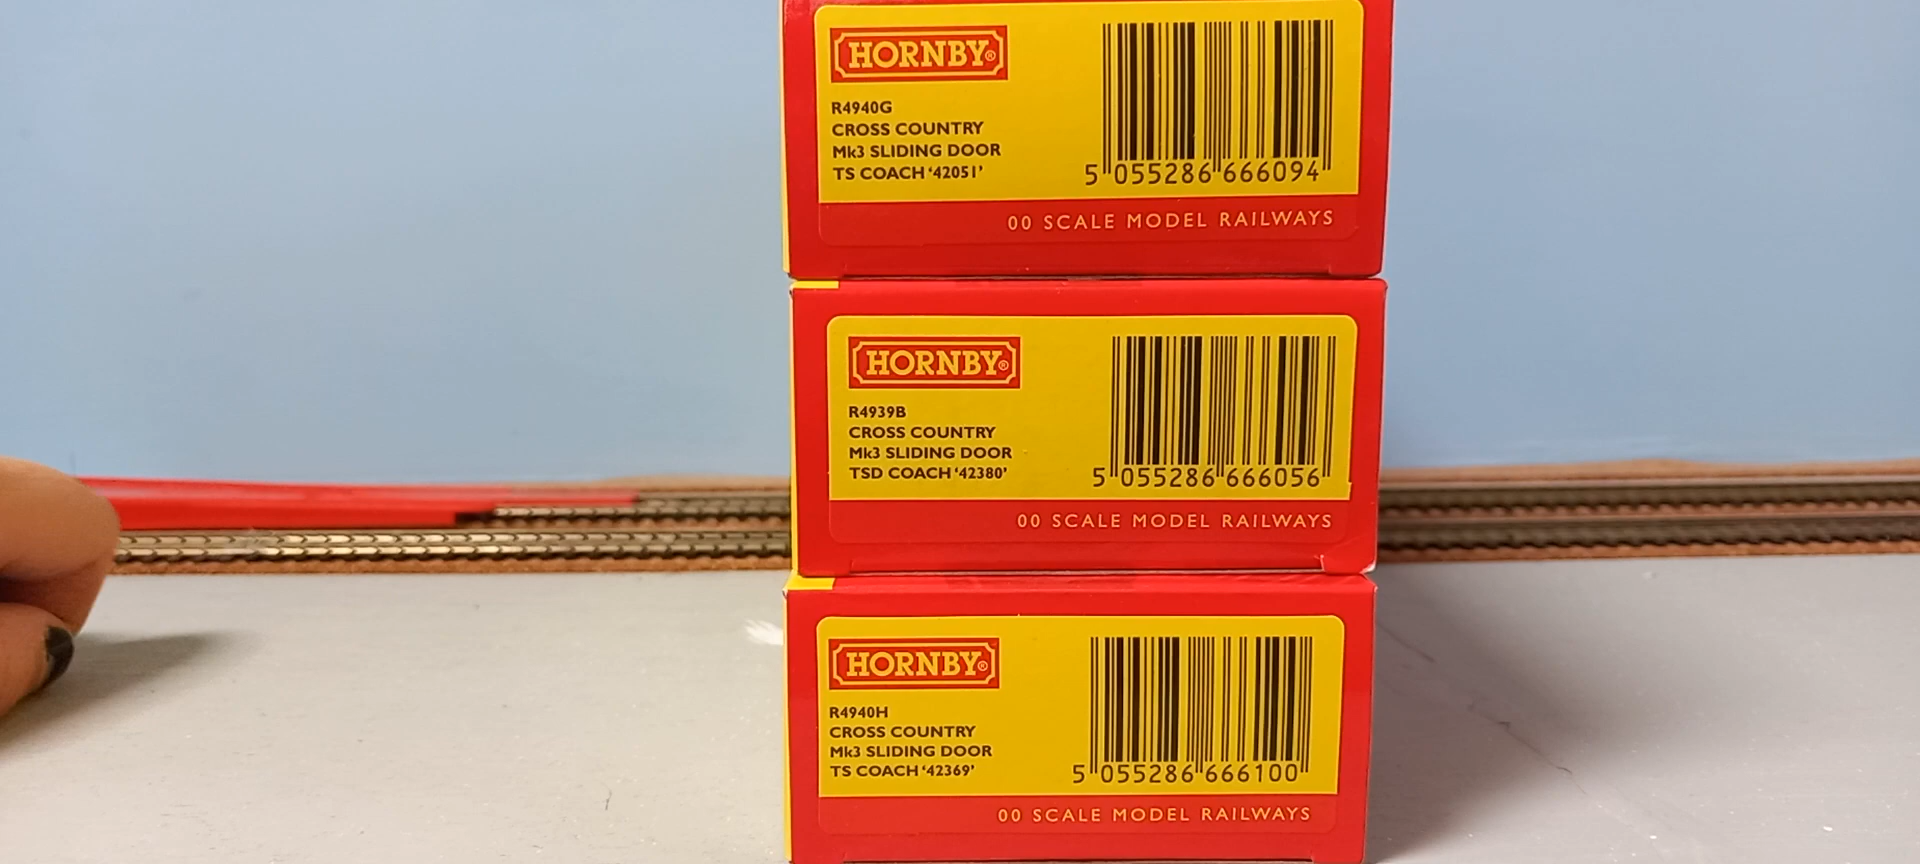 HORNBY®
R4940G
CROSS COUNTRY
Mk3 SLIDING DOOR
TS COACH ‘42051’
5 055286 666094
00 SCALE MODEL RAILWAYS
HORNBY®
R4939B
CROSS COUNTRY
Mk3 SLIDING DOOR
TSD COACH ‘42380’
5 055286 666056
00 SCALE MODEL RAILWAYS
HORNBY®
R4940H
CROSS COUNTRY
Mk3 SLIDING DOOR
TS COACH ‘42369’
5 055286 666100
00 SCALE MODEL RAILWAYS